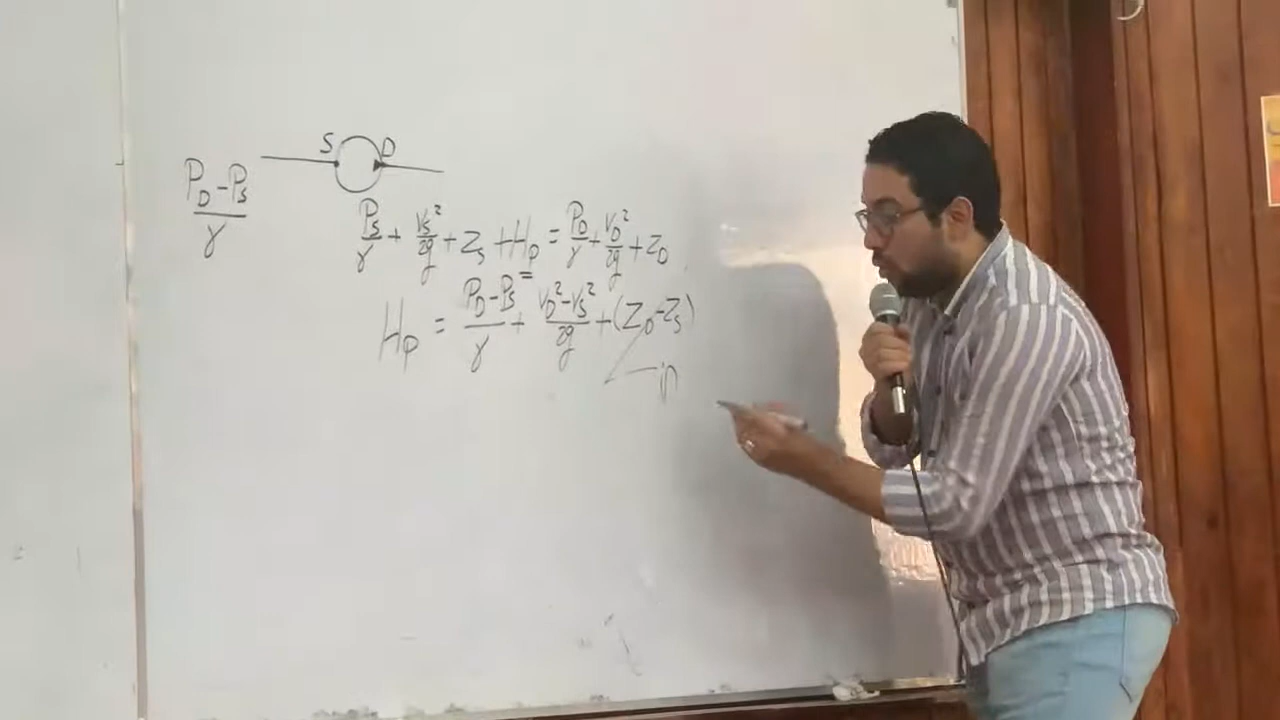 S D
P_D - P_S / γ
P_S/γ + V_S²/2g + Z_S + H_p = P_D/γ + V_D²/2g + Z_D
H_p = P_D - P_S / γ + V_D² - V_S² / 2g + (Z_D - Z_S)
in